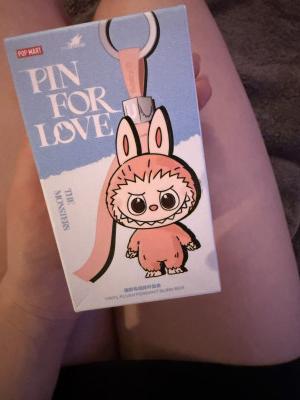 POP MART
PIN
FOR
LOVE
THE
MONSTERS
VINYL PLUSH PENDANT BLIND BOX